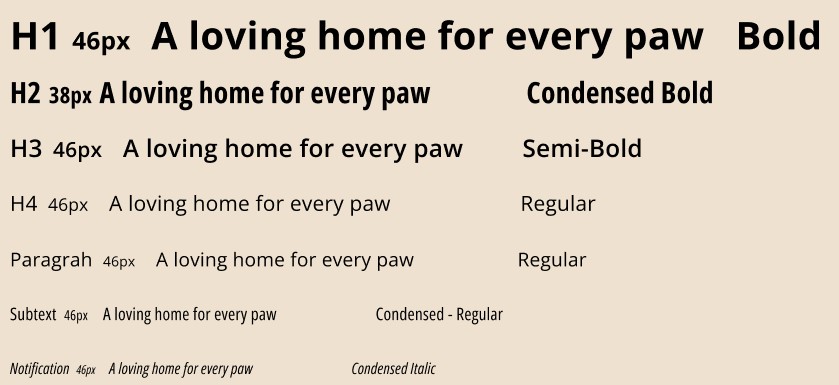 H1 46px A loving home for every paw Bold
H2 38px A loving home for every paw Condensed Bold
H3 46px A loving home for every paw Semi-Bold
H4 46px A loving home for every paw Regular
Paragrah 46px A loving home for every paw Regular
Subtext 46px A loving home for every paw Condensed - Regular
Notification 46px A loving home for every paw Condensed Italic